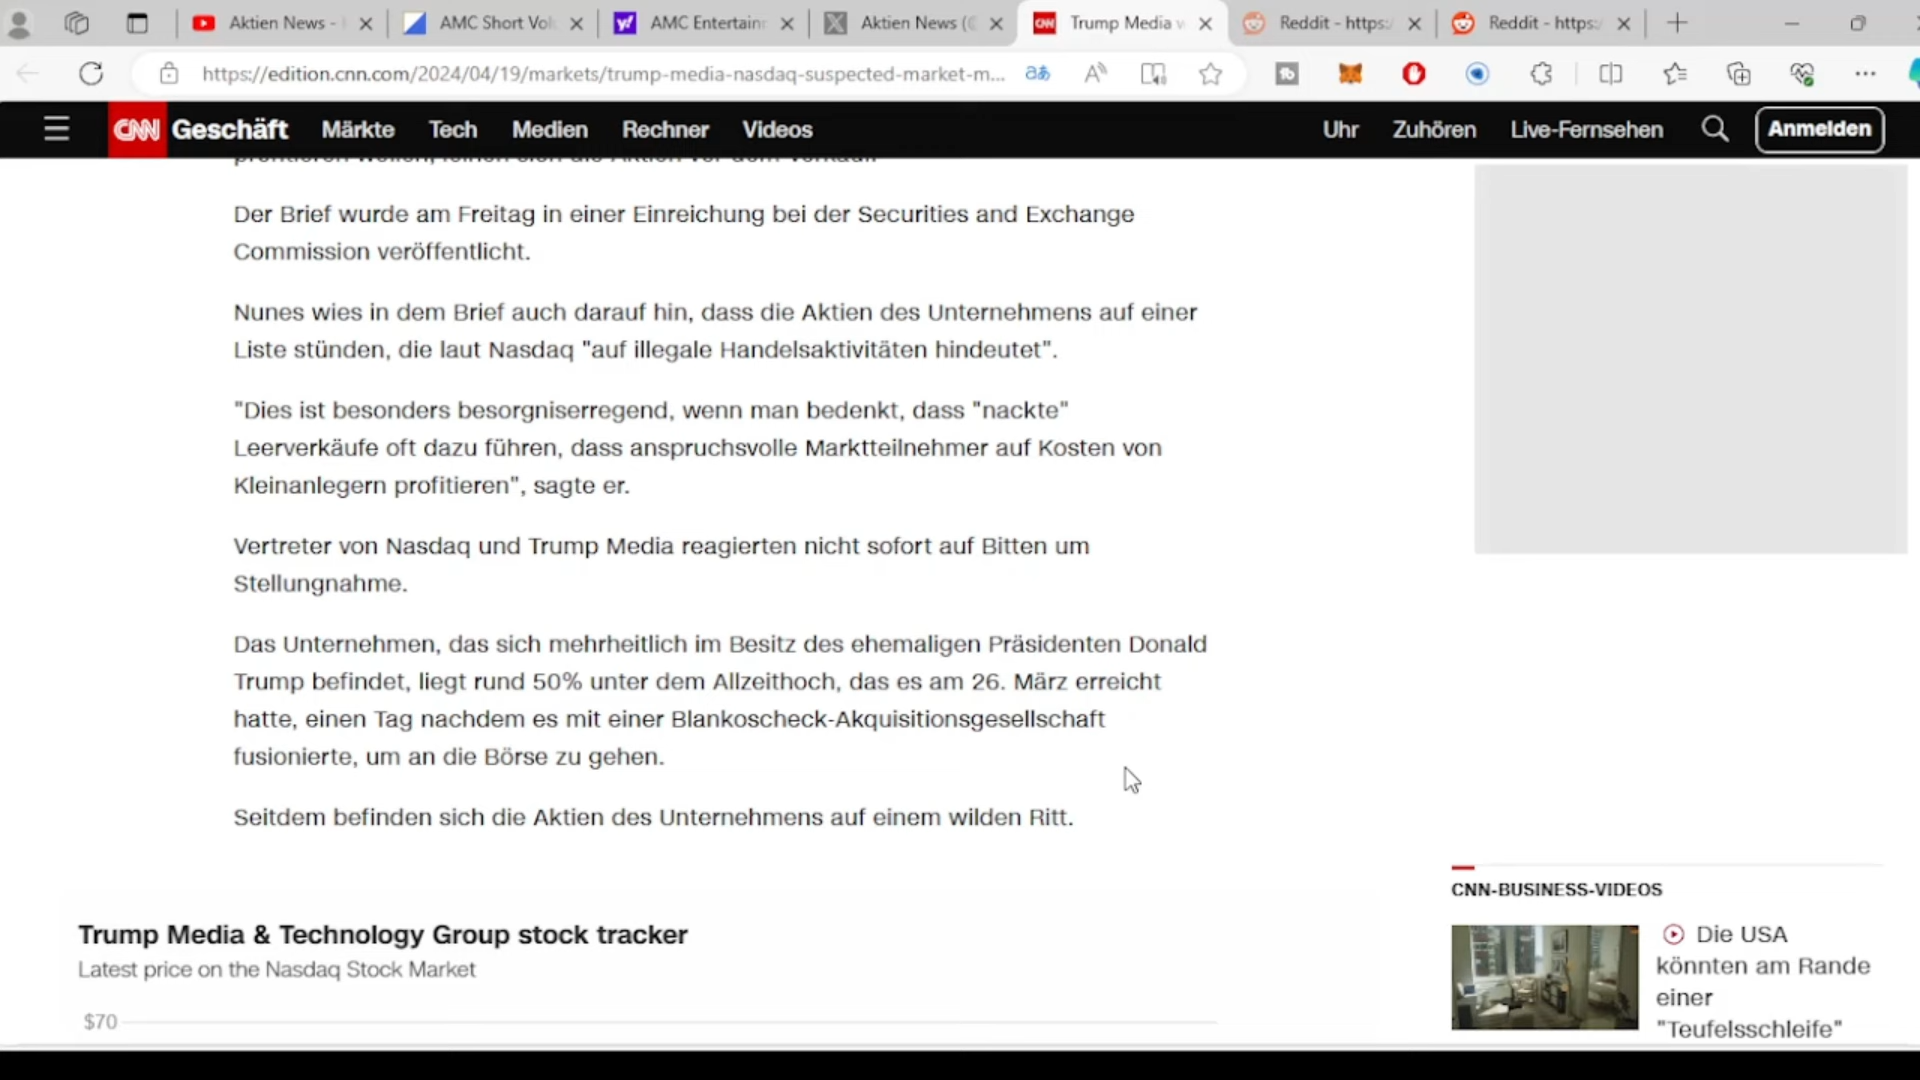 Aktien News -
AMC Short Vol
AMC Entertain
Aktien News (@
Trump Media w
Reddit - https:/
Reddit - https:/
https://edition.cnn.com/2024/04/19/markets/trump-media-nasdaq-suspected-market-m...
CNN Geschäft Märkte Tech Medien Rechner Videos Uhr Zuhören Live-Fernsehen Anmelden
Der Brief wurde am Freitag in einer Einreichung bei der Securities and Exchange
Commission veröffentlicht.
Nunes wies in dem Brief auch darauf hin, dass die Aktien des Unternehmens auf einer
Liste stünden, die laut Nasdaq "auf illegale Handelsaktivitäten hindeutet".
"Dies ist besonders besorgniserregend, wenn man bedenkt, dass "nackte"
Leerverkäufe oft dazu führen, dass anspruchsvolle Marktteilnehmer auf Kosten von
Kleinanlegern profitieren", sagte er.
Vertreter von Nasdaq und Trump Media reagierten nicht sofort auf Bitten um
Stellungnahme.
Das Unternehmen, das sich mehrheitlich im Besitz des ehemaligen Präsidenten Donald
Trump befindet, liegt rund 50% unter dem Allzeithoch, das es am 26. März erreicht
hatte, einen Tag nachdem es mit einer Blankoscheck-Akquisitionsgesellschaft
fusionierte, um an die Börse zu gehen.
Seitdem befinden sich die Aktien des Unternehmens auf einem wilden Ritt.
Trump Media & Technology Group stock tracker
Latest price on the Nasdaq Stock Market
$70
CNN-BUSINESS-VIDEOS
Die USA
könnten am Rande
einer
"Teufelsschleife"